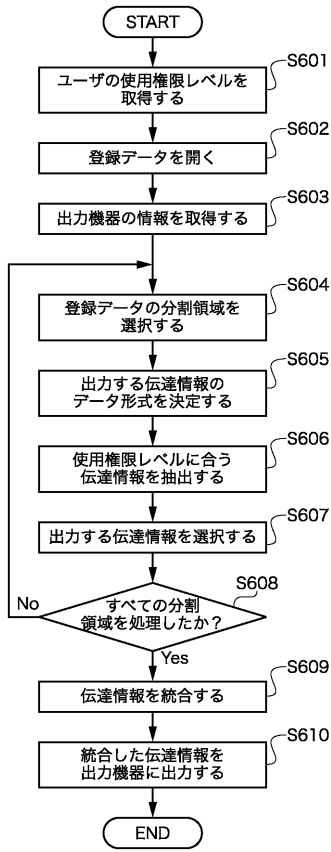 START
S601
ユーザの使用権限レベルを
取得する
S602
登録データを開く
S603
出力機器の情報を取得する
S604
登録データの分割領域を
選択する
S605
出力する伝達情報の
データ形式を決定する
S606
使用権限レベルに合う
伝達情報を抽出する
S607
出力する伝達情報を選択する
S608
すべての分割
領域を処理したか?
No
Yes
S609
伝達情報を統合する
S610
統合した伝達情報を
出力機器に出力する
END